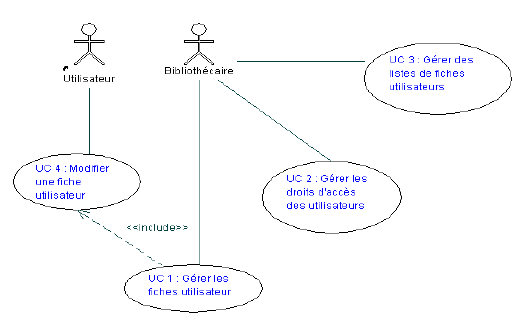 Utilisateur
Bibliothécaire
UC 3 : Gérer des
listes de fiches
utilisateurs
UC 4 : Modifier
une fiche
utilisateur
UC 2 : Gérer les
droits d'accès
des utilisateurs
<<include>>
UC 1 : Gérer les
fiches utilisateur